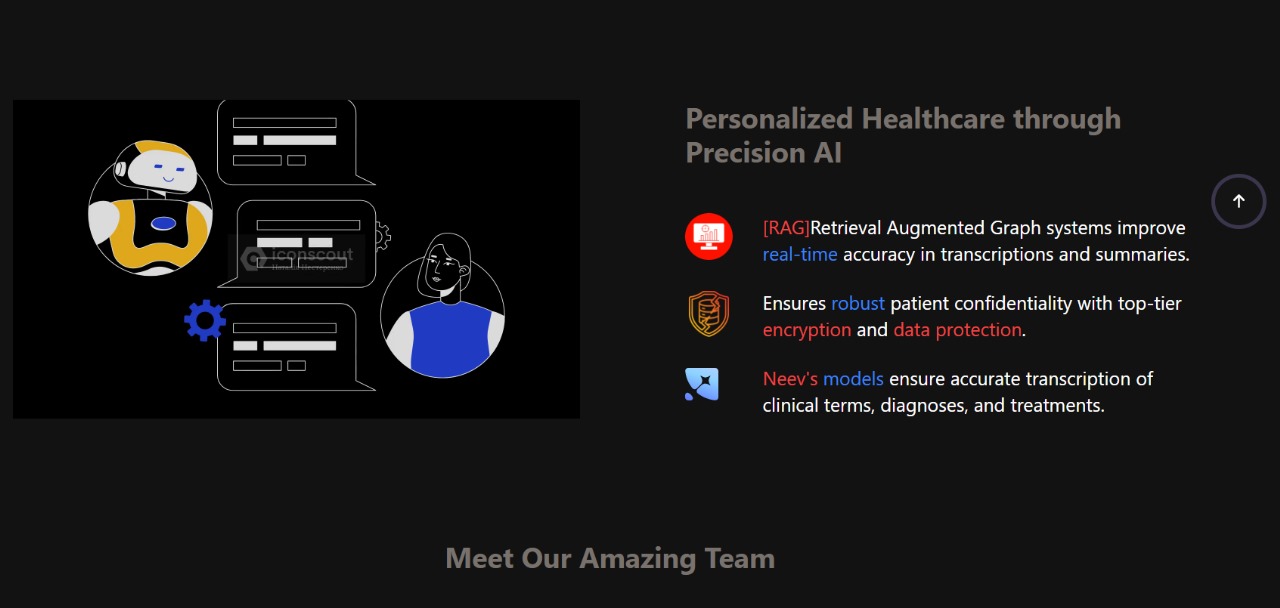 iconscout
Personalized Healthcare through
Precision AI
[RAG]Retrieval Augmented Graph systems improve
real-time accuracy in transcriptions and summaries.
Ensures robust patient confidentiality with top-tier
encryption and data protection.
Neev's models ensure accurate transcription of
clinical terms, diagnoses, and treatments.
Meet Our Amazing Team